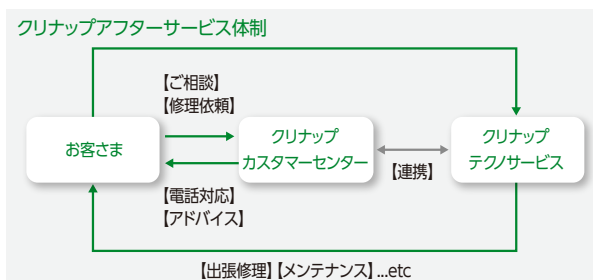 クリナップアフターサービス体制
【ご相談】
【修理依頼】
お客さま
クリナップ
カスタマーセンター
【連携】
クリナップ
テクノサービス
【電話対応】
【アドバイス】
【出張修理】【メンテナンス】...etc